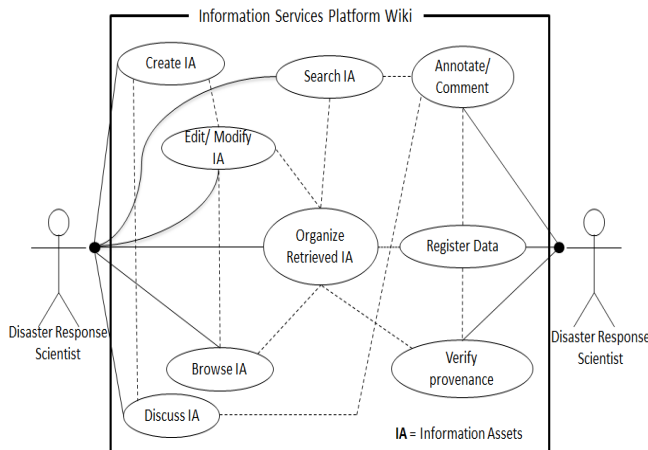 Information Services Platform Wiki
Create IA
Search IA
Annotate/
Comment
Edit/ Modify
IA
Organize
Retrieved IA
Register Data
Disaster Response
Scientist
Disaster Response
Scientist
Browse IA
Verify
provenance
Discuss IA
IA = Information Assets